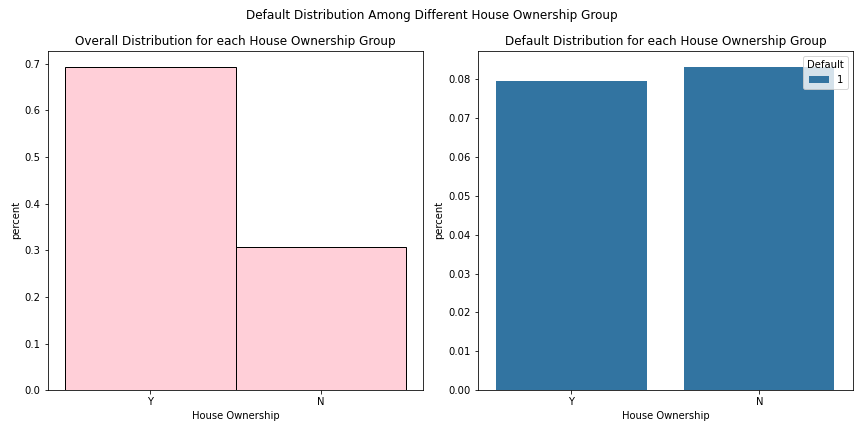 Default Distribution Among Different House Ownership Group
Overall Distribution for each House Ownership Group
0.7
0.6
0.5
0.4
0.3
0.2
0.1
0.0
percent
Y
N
House Ownership
Default Distribution for each House Ownership Group
Default
1
0.08
0.07
0.06
0.05
0.04
0.03
0.02
0.01
0.00
percent
Y
N
House Ownership